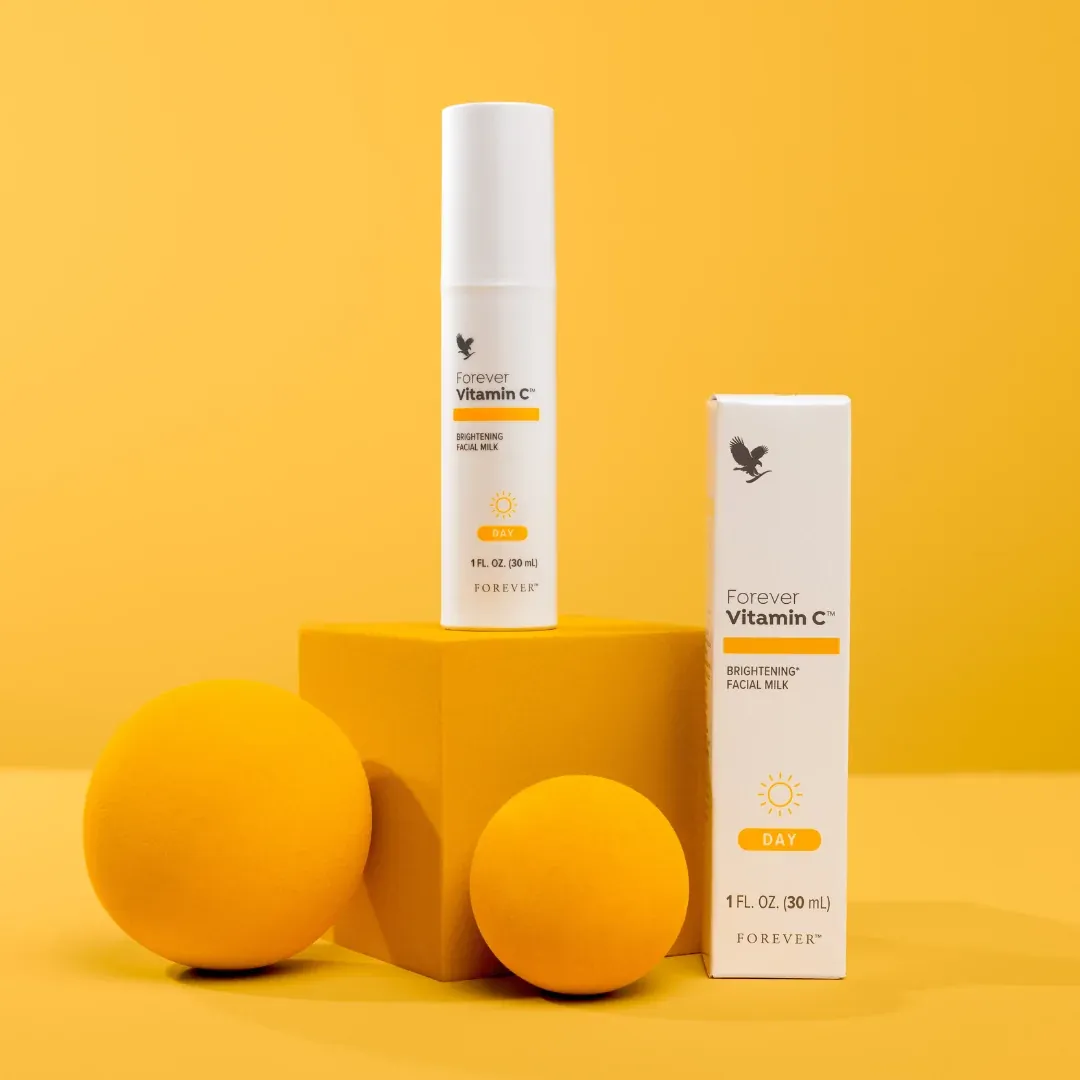 Forever
Vitamin C™
BRIGHTENING
FACIAL MILK
DAY
1 FL. OZ. (30 mL)
FOREVER™
Forever
Vitamin C™
BRIGHTENING*
FACIAL MILK
DAY
1 FL. OZ. (30 mL)
FOREVER™